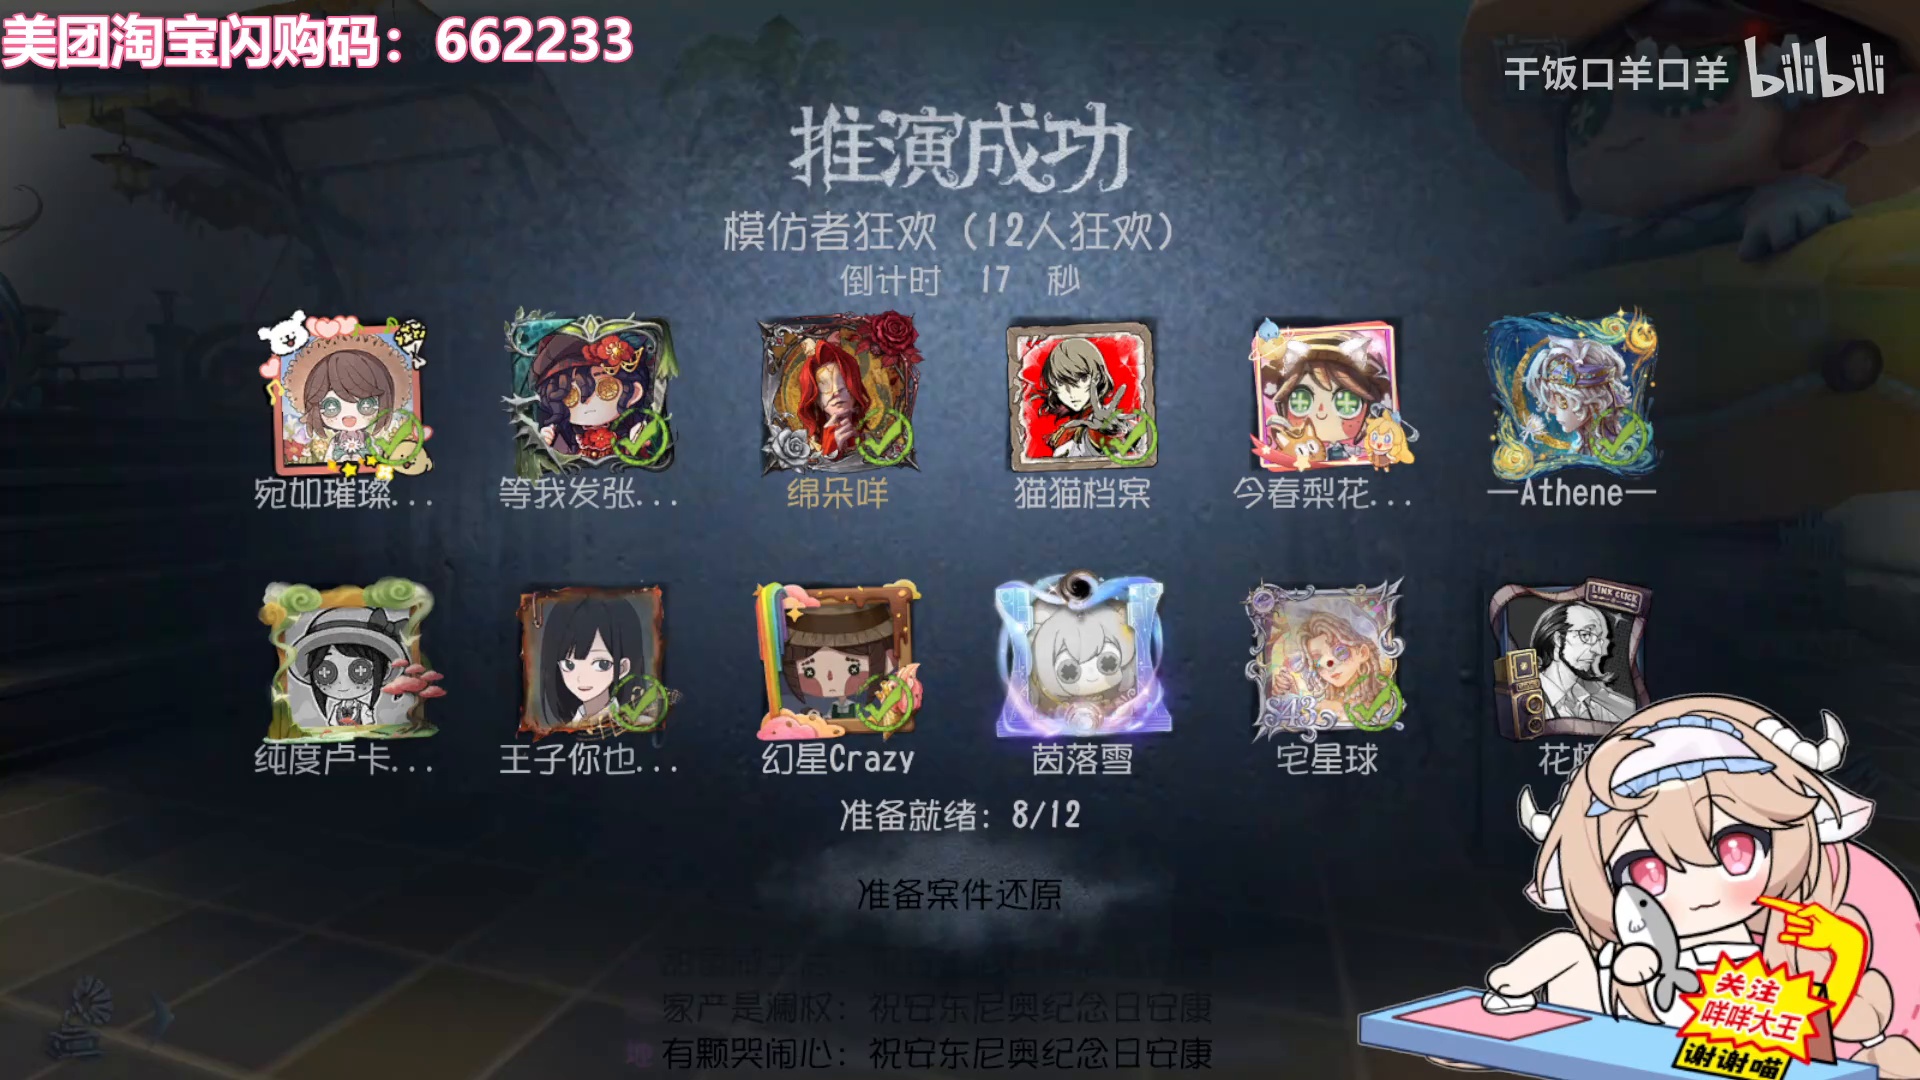 美团淘宝闪购码：662233
干饭口羊口羊 bilibili
推演成功
模仿者狂欢（12人狂欢）
倒计时 17 秒
宛如璀璨...
等我发张...
绵朵咩
猫猫档案
今春梨花...
—Athene—
LINK CLICK
S43
纯度卢卡...
王子你也...
幻星Crazy
茵落雪
宅星球
花
准备就绪：8/12
准备案件还原
家产是澜权：祝安东尼奥纪念日安康
地 有颗哭闹心：祝安东尼奥纪念日安康
关注
咩咩大王
谢谢喵